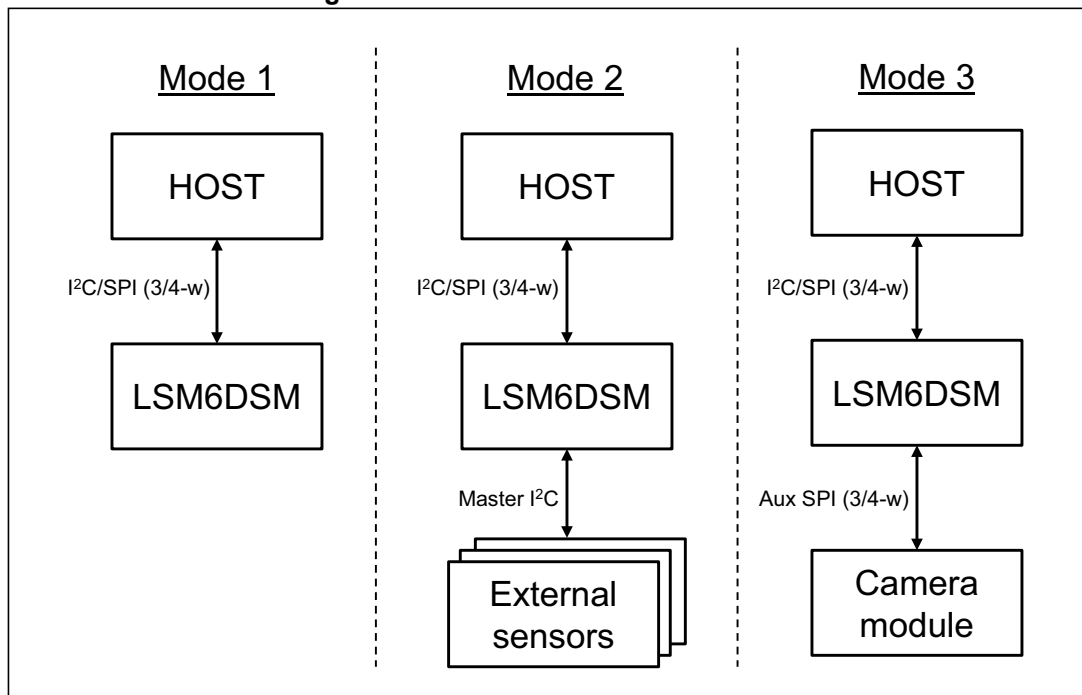 Mode 1
HOST
I²C/SPI (3/4-w)
LSM6DSM
Mode 2
HOST
I²C/SPI (3/4-w)
LSM6DSM
Master I²C
External
sensors
Mode 3
HOST
I²C/SPI (3/4-w)
LSM6DSM
Aux SPI (3/4-w)
Camera
module